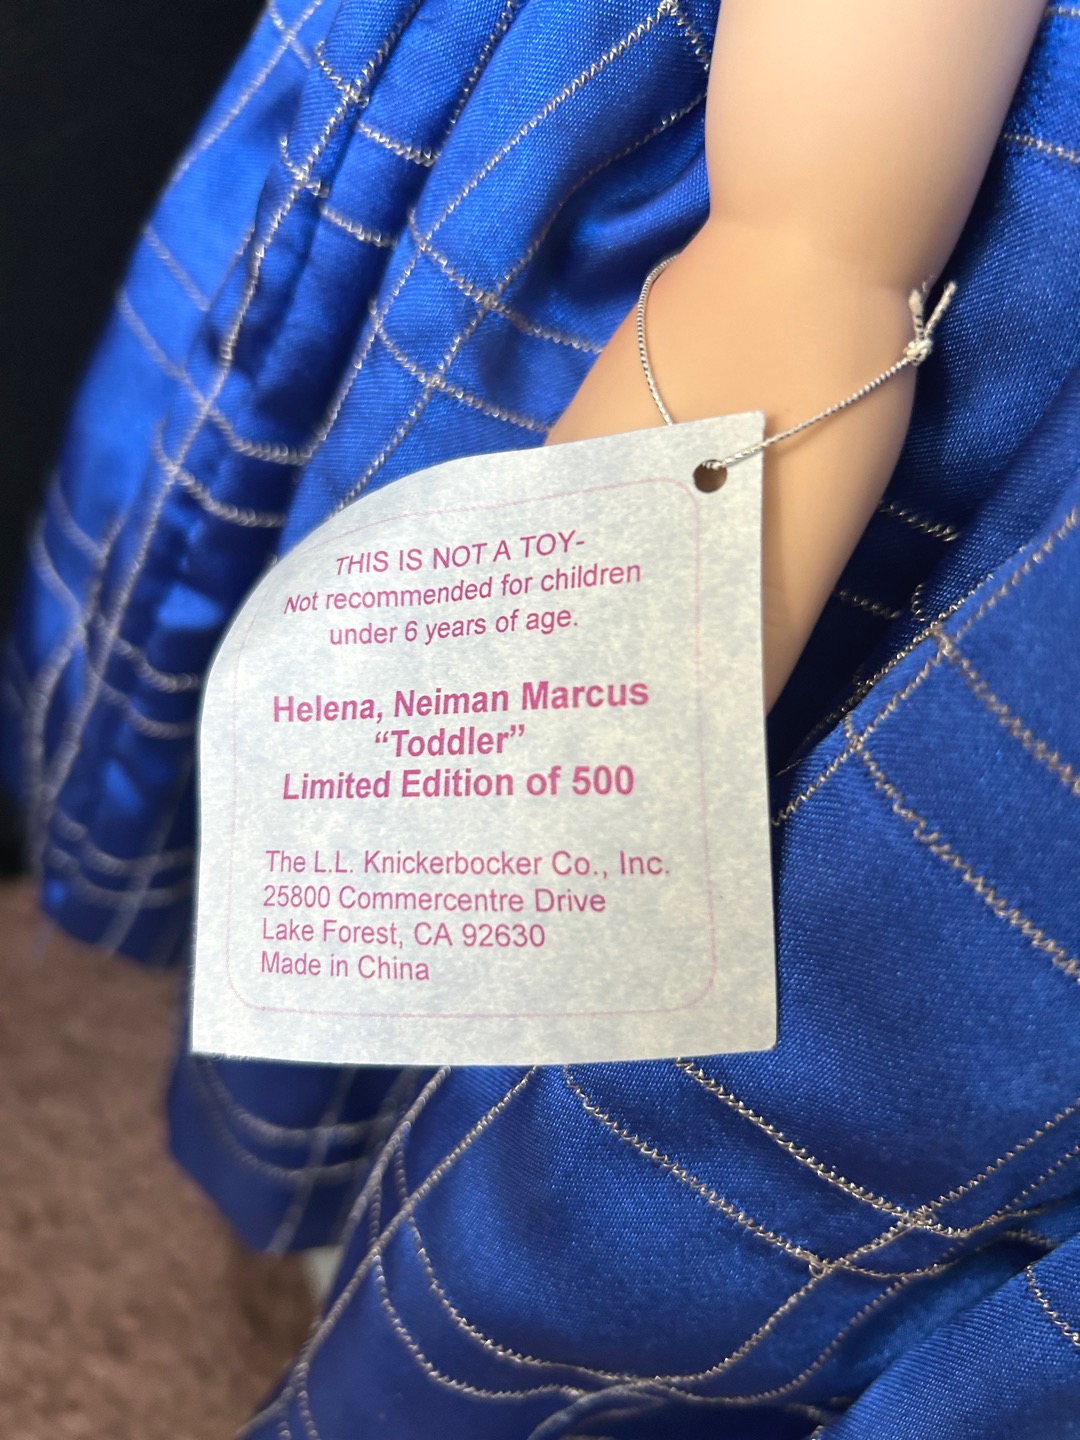 THIS IS NOT A TOY-
Not recommended for children
under 6 years of age.
Helena, Neiman Marcus
“Toddler”
Limited Edition of 500
The L.L. Knickerbocker Co., Inc.
25800 Commercentre Drive
Lake Forest, CA 92630
Made in China